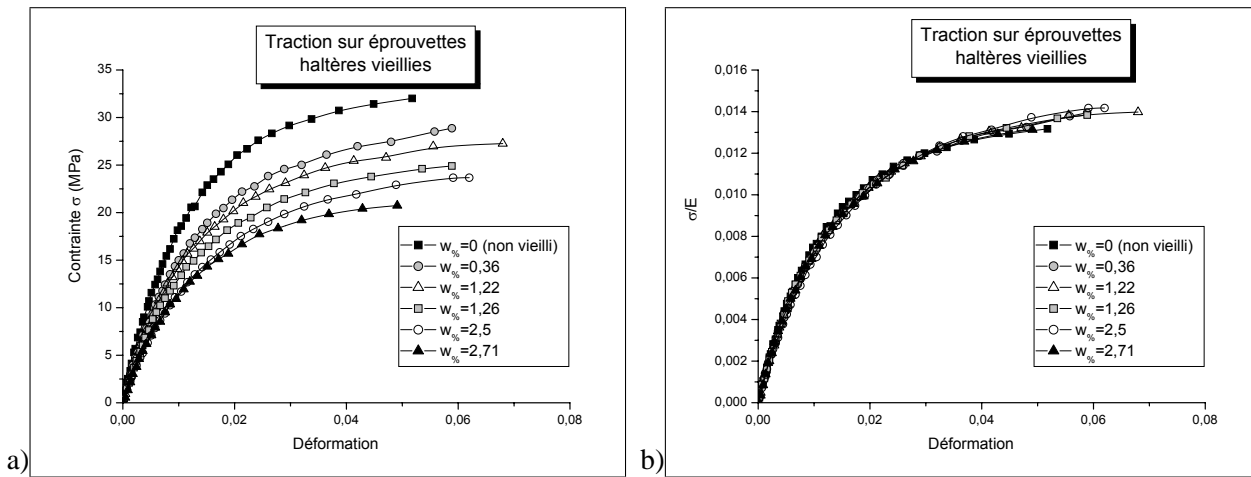 Traction sur éprouvettes
haltères vieillies
35
30
25
20
15
10
5
0
Contrainte σ (MPa)
w%=0 (non vieilli)
w%=0,36
w%=1,22
w%=1,26
w%=2,5
w%=2,71
0,00
0,02
0,04
0,06
0,08
Déformation
a)
Traction sur éprouvettes
haltères vieillies
0,016
0,014
0,012
0,010
0,008
0,006
0,004
0,002
0,000
σ/E
w%=0 (non vieilli)
w%=0,36
w%=1,22
w%=1,26
w%=2,5
w%=2,71
0,00
0,02
0,04
0,06
0,08
Déformation
b)